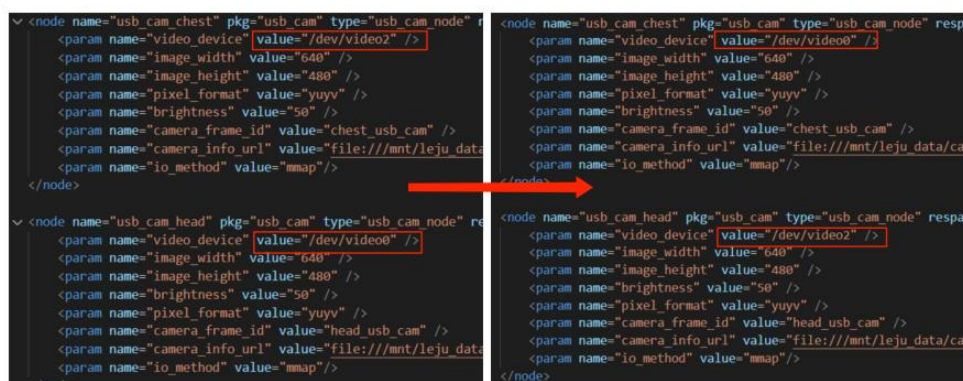 <node name="usb_cam_chest" pkg="usb_cam" type="usb_cam_node" r
<param name="video_device" value="/dev/video2" />
<param name="image_width" value="640" />
<param name="image_height" value="480" />
<param name="pixel_format" value="yuyv" />
<param name="brightness" value="50" />
<param name="camera_frame_id" value="chest_usb_cam" />
<param name="camera_info_url" value="file:///mnt/leju_data
<param name="io_method" value="mmap"/>
</node>
<node name="usb_cam_head" pkg="usb_cam" type="usb_cam_node" re
<param name="video_device" value="/dev/video0" />
<param name="image_width" value="640" />
<param name="image_height" value="480" />
<param name="brightness" value="50" />
<param name="pixel_format" value="yuyv" />
<param name="camera_frame_id" value="head_usb_cam" />
<param name="camera_info_url" value="file:///mnt/leju_data
<param name="io_method" value="mmap"/>
<node name="usb_cam_chest" pkg="usb_cam" type="usb_cam_node" resp
<param name="video_device" value="/dev/video0" />
<param name="image_width" value="640" />
<param name="image_height" value="480" />
<param name="pixel_format" value="yuyv" />
<param name="brightness" value="50" />
<param name="camera_frame_id" value="chest_usb_cam" />
<param name="camera_info_url" value="file:///mnt/leju_data/ca
<param name="io_method" value="mmap"/>
</node>
<node name="usb_cam_head" pkg="usb_cam" type="usb_cam_node" respa
<param name="video_device" value="/dev/video2" />
<param name="image_width" value="640" />
<param name="image_height" value="480" />
<param name="brightness" value="50" />
<param name="pixel_format" value="yuyv" />
<param name="camera_frame_id" value="head_usb_cam" />
<param name="camera_info_url" value="file:///mnt/leju_data/ca
<param name="io_method" value="mmap"/>
</node>